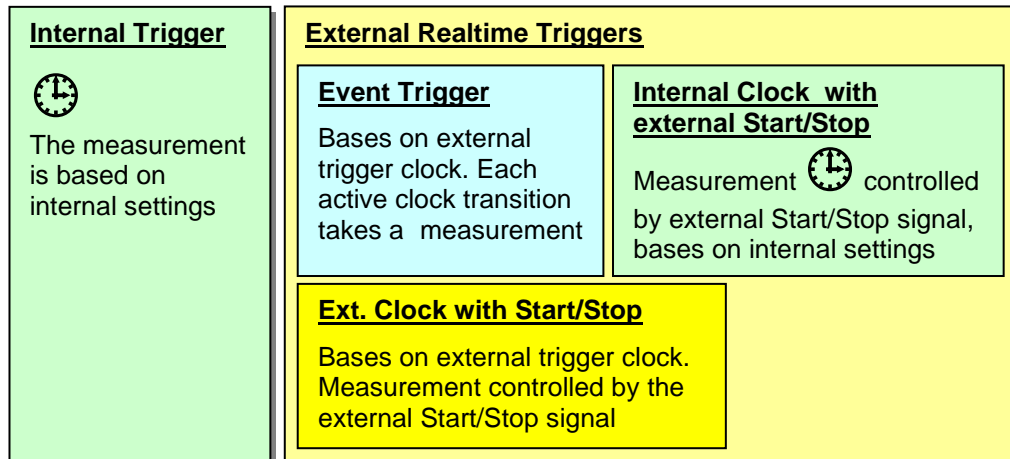 Internal Trigger
The measurement
is based on
internal settings
External Realtime Triggers
Event Trigger
Bases on external
trigger clock. Each
active clock transition
takes a measurement
Internal Clock with
external Start/Stop
Measurement controlled
by external Start/Stop signal,
bases on internal settings
Ext. Clock with Start/Stop
Bases on external trigger clock.
Measurement controlled by the
external Start/Stop signal